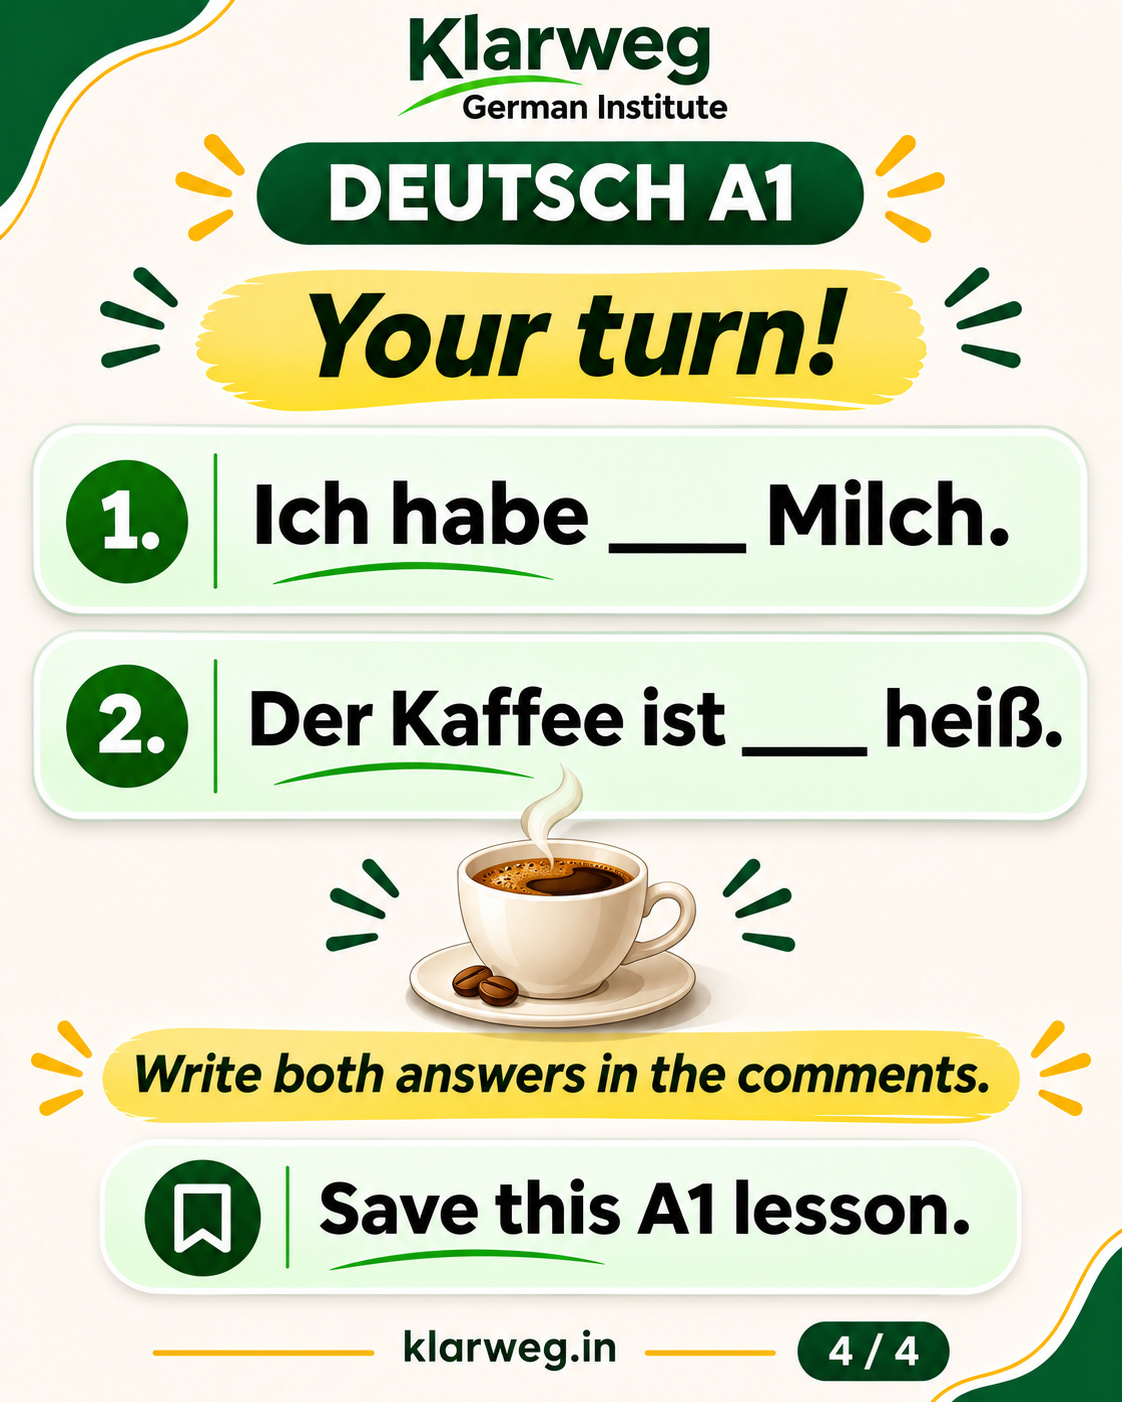 Klarweg
German Institute
DEUTSCH A1
Your turn!
1. Ich habe ___ Milch.
2. Der Kaffee ist ___ heiß.
Write both answers in the comments.
Save this A1 lesson.
klarweg.in
4 / 4